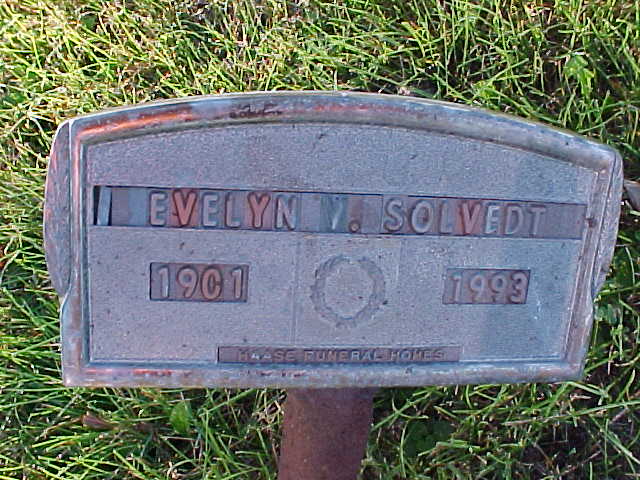 EVELYN V. SOLVEDT
1901 1993
HAASE FUNERAL HOMES